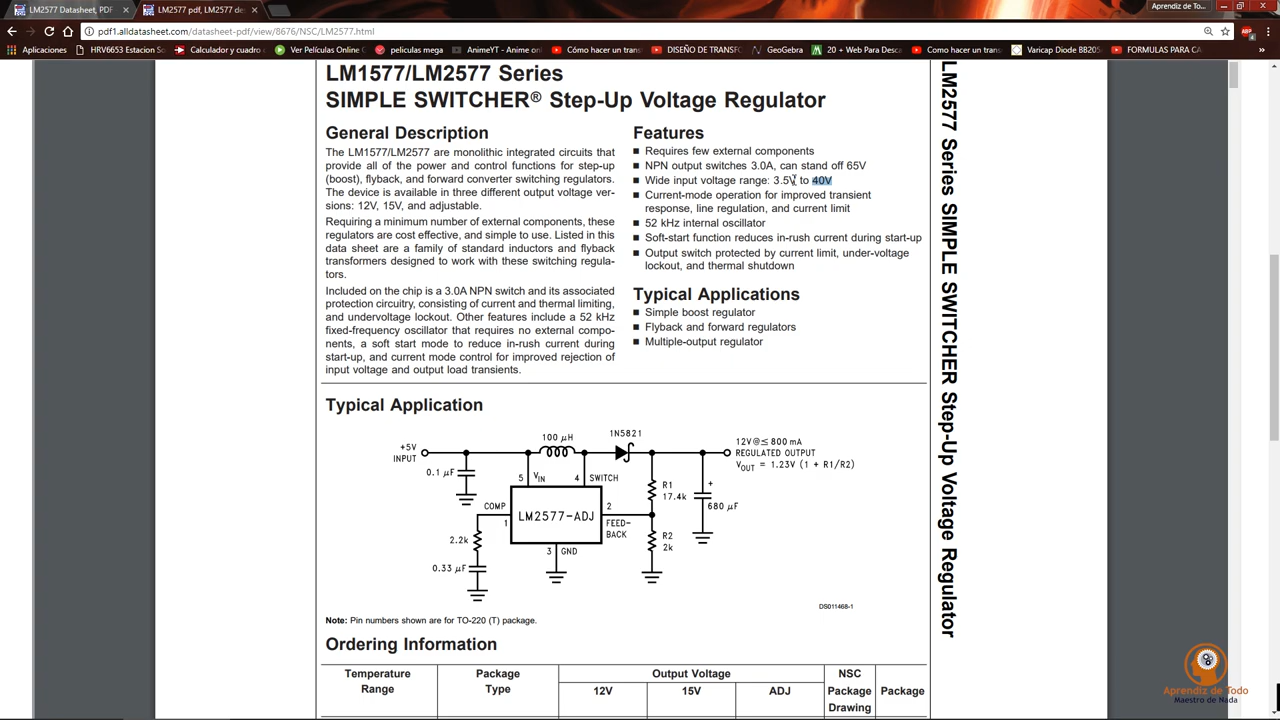 LM2577 Datasheet, PDF
LM2577 pdf, LM2577 des
Aprendiz de To...
pdf1.alldatasheet.com/datasheet-pdf/view/8676/NSC/LM2577.html
Aplicaciones
HRV6653 Estacion So
Calculador y cuadro
Ver Películas Online
peliculas mega
AnimeYT - Anime onli
Cómo hacer un transf
DISEÑO DE TRANSFO
GeoGebra
20 + Web Para Desca
Como hacer un transf
Varicap Diode BB205
FORMULAS PARA CA
LM1577/LM2577 Series
SIMPLE SWITCHER® Step-Up Voltage Regulator
General Description
The LM1577/LM2577 are monolithic integrated circuits that
provide all of the power and control functions for step-up
(boost), flyback, and forward converter switching regulators.
The device is available in three different output voltage ver-
sions: 12V, 15V, and adjustable.
Requiring a minimum number of external components, these
regulators are cost effective, and simple to use. Listed in this
data sheet are a family of standard inductors and flyback
transformers designed to work with these switching regula-
tors.
Included on the chip is a 3.0A NPN switch and its associated
protection circuitry, consisting of current and thermal limiting,
and undervoltage lockout. Other features include a 52 kHz
fixed-frequency oscillator that requires no external compo-
nents, a soft start mode to reduce in-rush current during
start-up, and current mode control for improved rejection of
input voltage and output load transients.
Features
■ Requires few external components
■ NPN output switches 3.0A, can stand off 65V
■ Wide input voltage range: 3.5V to 40V
■ Current-mode operation for improved transient
response, line regulation, and current limit
■ 52 kHz internal oscillator
■ Soft-start function reduces in-rush current during start-up
■ Output switch protected by current limit, under-voltage
lockout, and thermal shutdown
Typical Applications
■ Simple boost regulator
■ Flyback and forward regulators
■ Multiple-output regulator
LM2577 Series SIMPLE SWITCHER Step-Up Voltage Regulator
Typical Application
+5V
INPUT
0.1 µF
100 µH
1N5821
12V@≤ 800 mA
REGULATED OUTPUT
VOUT = 1.23V (1 + R1/R2)
5
VIN
4
SWITCH
R1
17.4k
+
680 µF
COMP
1
LM2577-ADJ
2
FEED-
BACK
R2
2k
2.2k
3
GND
0.33 µF
DS011468-1
Note: Pin numbers shown are for TO-220 (T) package.
Ordering Information
Temperature
Range
Package
Type
Output Voltage
12V
15V
ADJ
NSC
Package
Drawing
Package
Aprendiz de Todo
Maestro de Nada